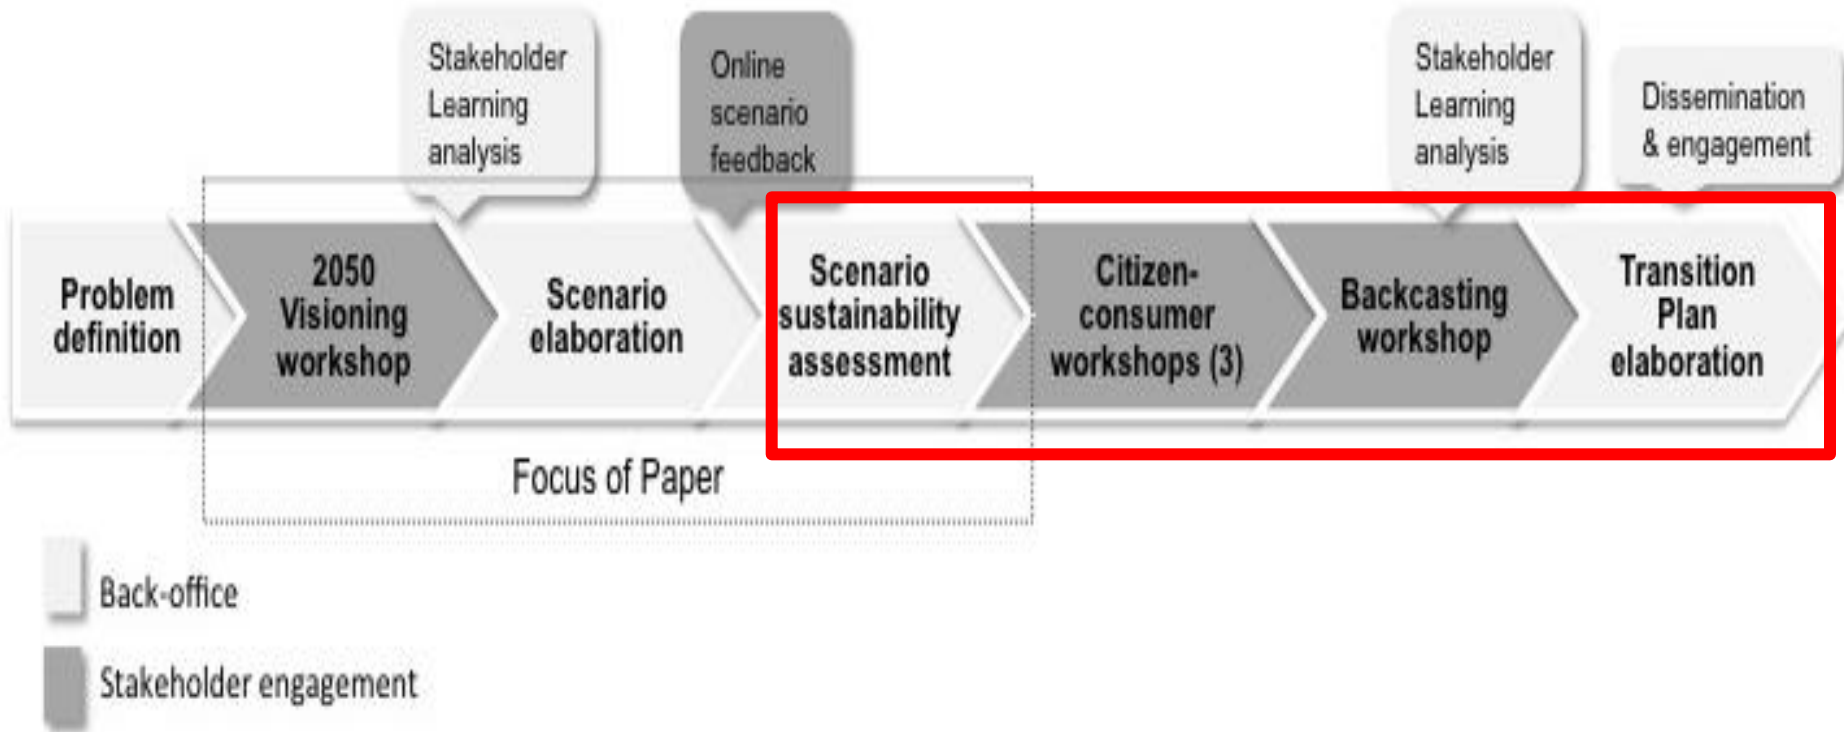 Stakeholder
Learning
analysis
Online
scenario
feedback
Stakeholder
Learning
analysis
Dissemination
& engagement
Problem
definition
2050
Visioning
workshop
Scenario
elaboration
Scenario
sustainability
assessment
Citizen-
consumer
workshops (3)
Backcasting
workshop
Transition
Plan
elaboration
Focus of Paper
Back-office
Stakeholder engagement